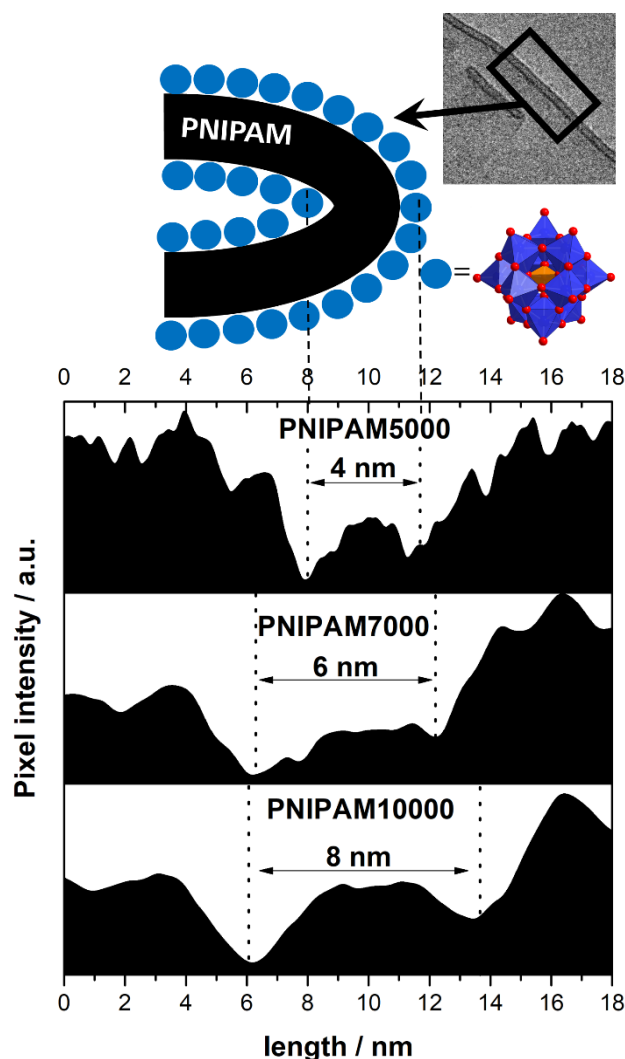 PNIPAM
=
0 2 4 6 8 10 12 14 16 18
PNIPAM5000
4 nm
PNIPAM7000
6 nm
PNIPAM10000
8 nm
Pixel intensity / a.u.
0 2 4 6 8 10 12 14 16 18
length / nm